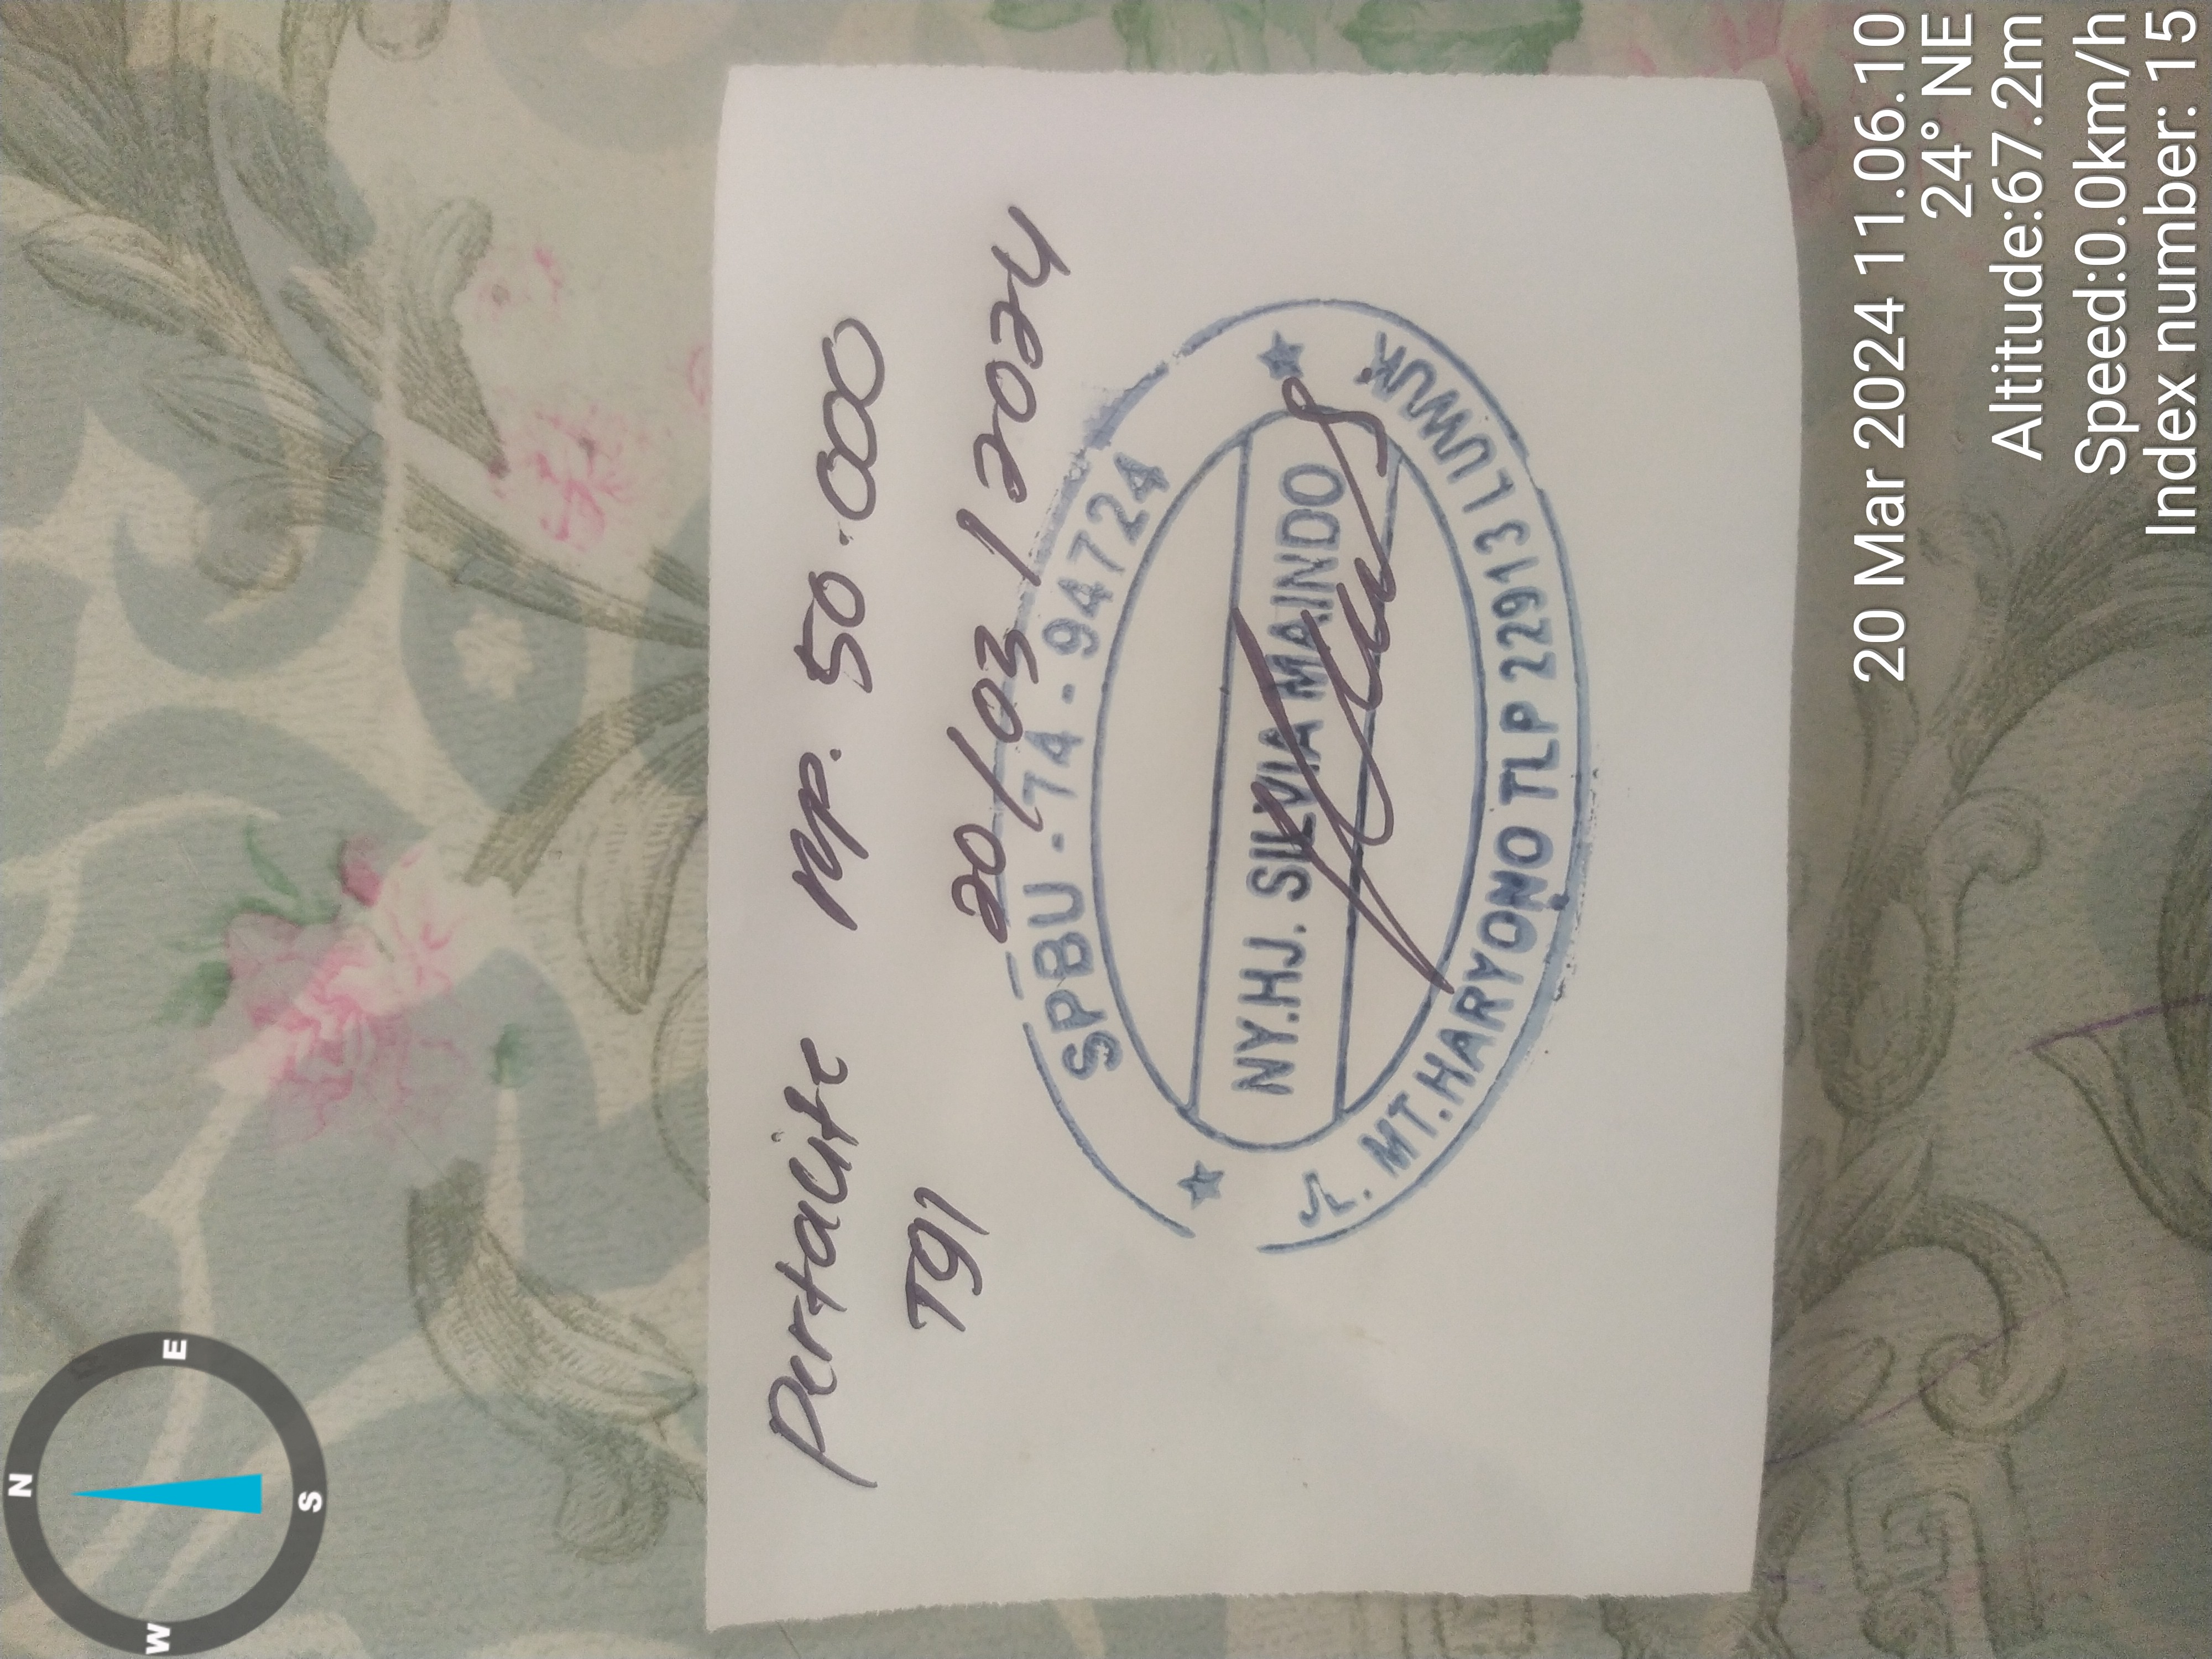 Pertalite Rp. 50.000
Tgl 20/03/2024
SPBU - 74 - 94724
NY.HJ. SILVIA MAINDO
JL. MT.HARYONO TLP 22913 LUWUK
20 Mar 2024 11.06.10
24° NE
Altitude:67.2m
Speed:0.0km/h
Index number: 15
N
E
S
W